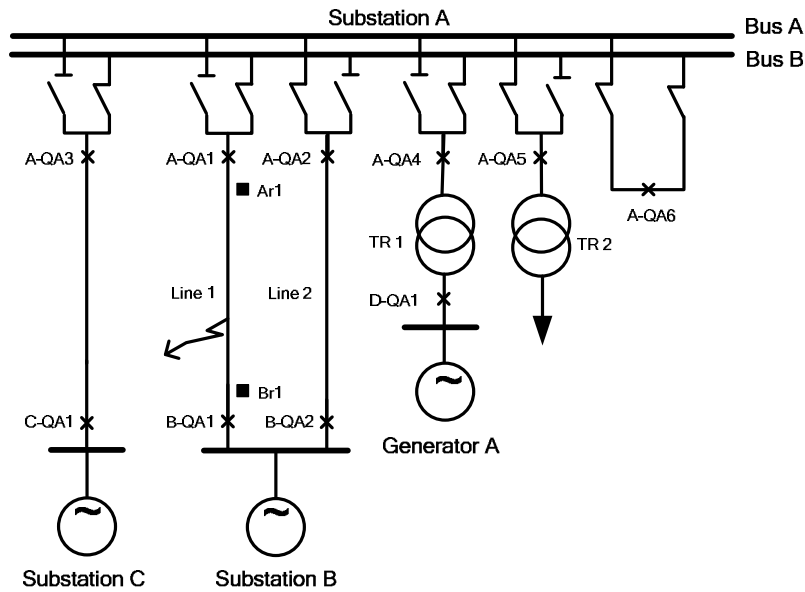 Substation A
Bus A
Bus B
A-QA3
A-QA1
A-QA2
A-QA4
A-QA5
Ar1
A-QA6
TR 1
TR 2
Line 1
Line 2
D-QA1
Br1
C-QA1
B-QA1
B-QA2
Generator A
~
~
~
Substation C
Substation B